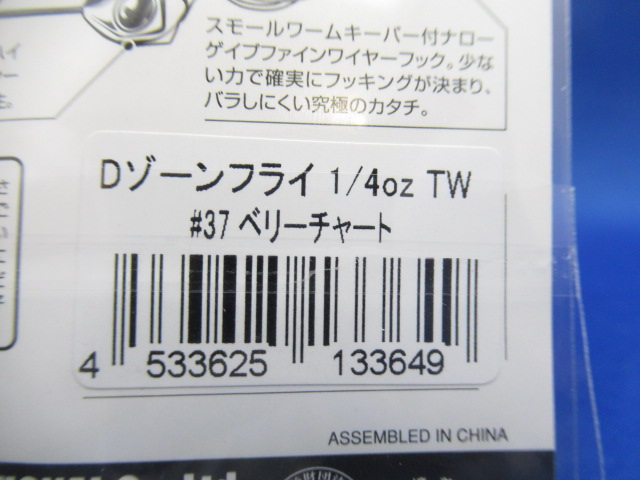 スモールワームキーパー付ナロー
ゲイプファインワイヤーフック。少な
い力で確実にフッキングが決まり、
バラしにくい究極のカタチ。
Dゾーンフライ 1/4oz TW
#37 ベリーチャート
4 533625 133649
ASSEMBLED IN CHINA